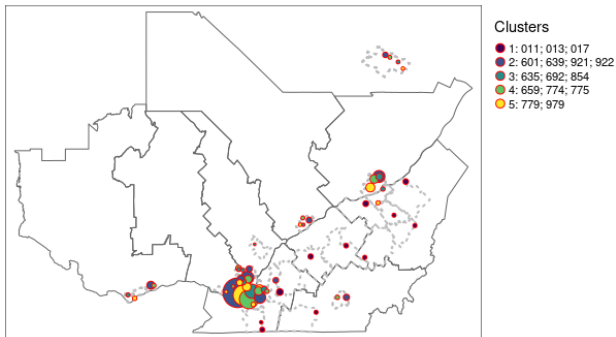 Clusters
1: 011; 013; 017
2: 601; 639; 921; 922
3: 635; 692; 854
4: 659; 774; 775
5: 779; 979